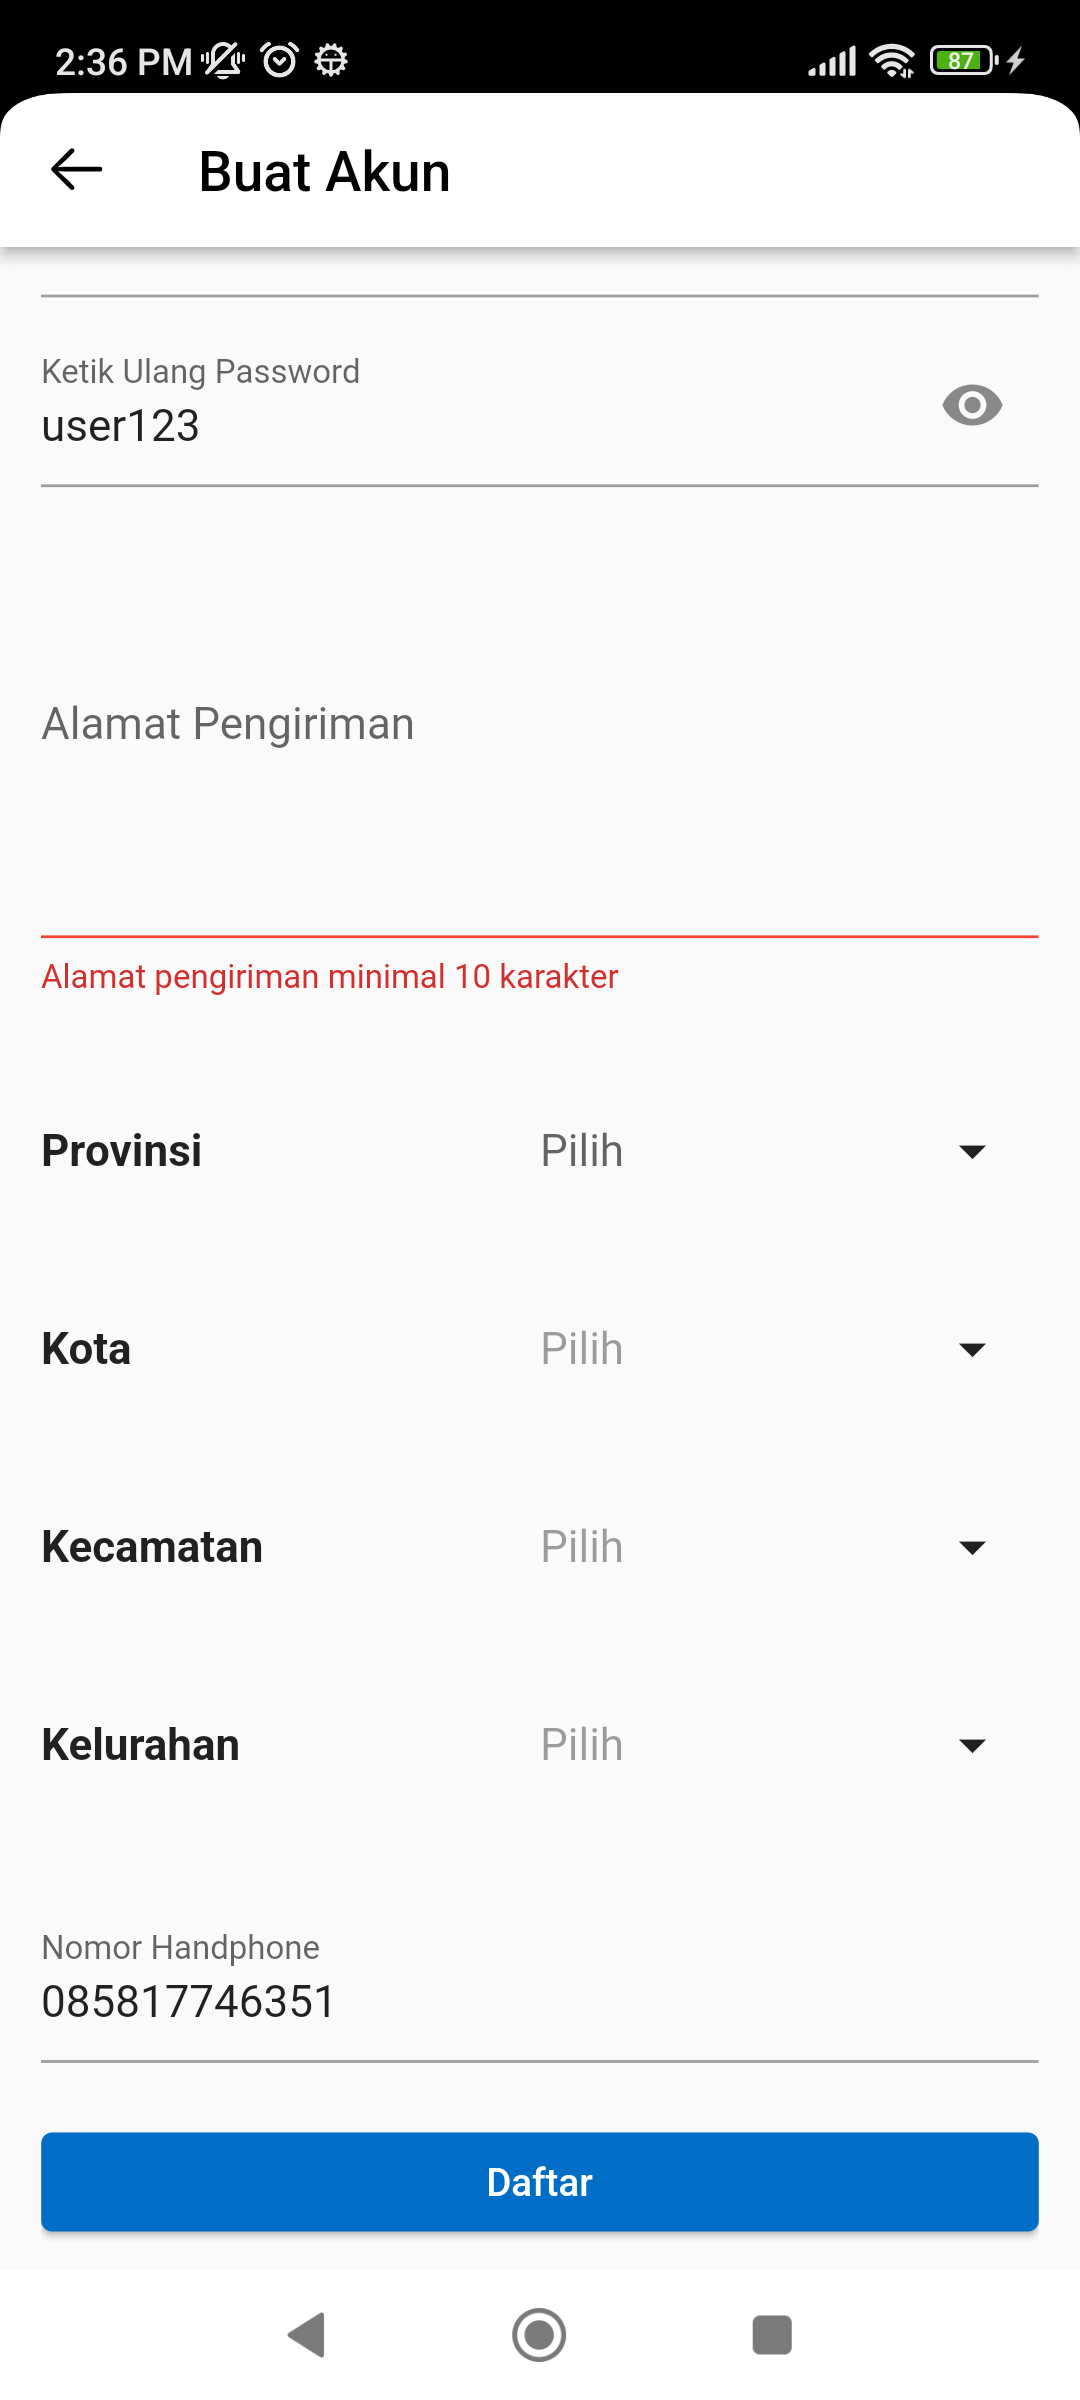 2:36 PM
87
Buat Akun
Ketik Ulang Password
user123
Alamat Pengiriman
Alamat pengiriman minimal 10 karakter
Provinsi Pilih
Kota Pilih
Kecamatan Pilih
Kelurahan Pilih
Nomor Handphone
085817746351
Daftar